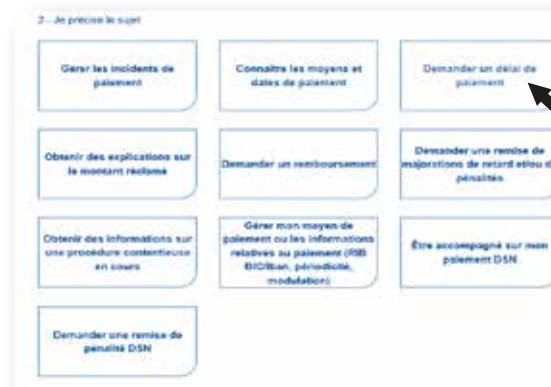 2 - Je précise le sujet
Gérer les incidents de
paiement
Connaître les moyens et
dates de paiement
Demander un délai de
paiement
Obtenir des explications sur
le montant réclamé
Demander un remboursement
Demander une remise de
majorations de retard et/ou d
pénalités
Obtenir des informations sur
une procédure contentieuse
en cours
Gérer mon moyen de
paiement ou les informations
relatives au paiement (RIB
BIC/Iban, périodicité,
modulation)
Être accompagné sur mon
paiement DSN
Demander une remise de
pénalité DSN